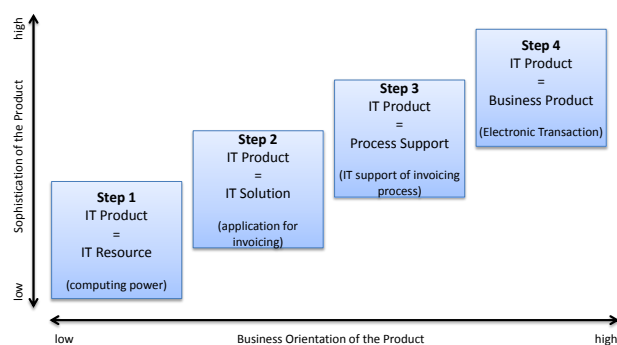 high
Sophistication of the Product
low
Step 1
IT Product
=
IT Resource
(computing power)
Step 2
IT Product
=
IT Solution
(application for
invoicing)
Step 3
IT Product
=
Process Support
(IT support of invoicing
process)
Step 4
IT Product
=
Business Product
(Electronic Transaction)
low
Business Orientation of the Product
high